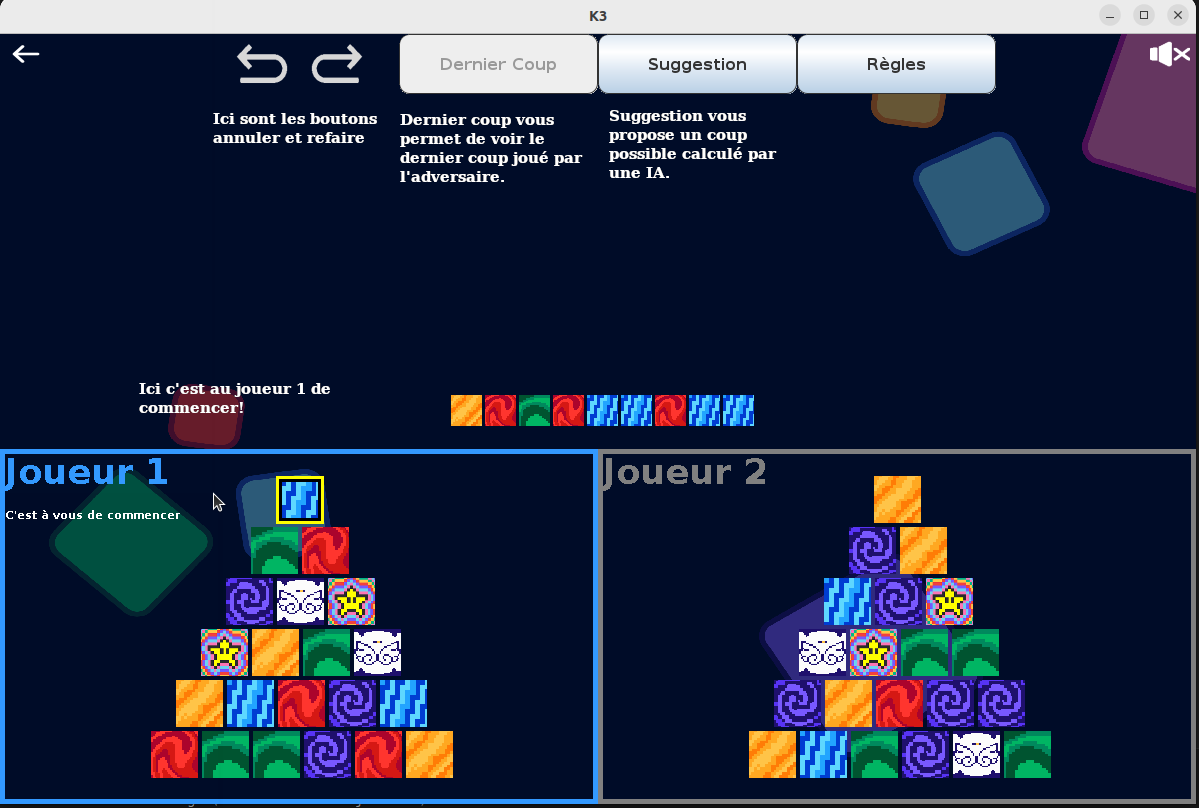 K3
Dernier Coup
Suggestion
Règles
Ici sont les boutons
annuler et refaire
Dernier coup vous
permet de voir le
dernier coup joué par
l'adversaire.
Suggestion vous
propose un coup
possible calculé par
une IA.
Ici c'est au joueur 1 de
commencer!
Joueur 1
C'est à vous de commencer
Joueur 2